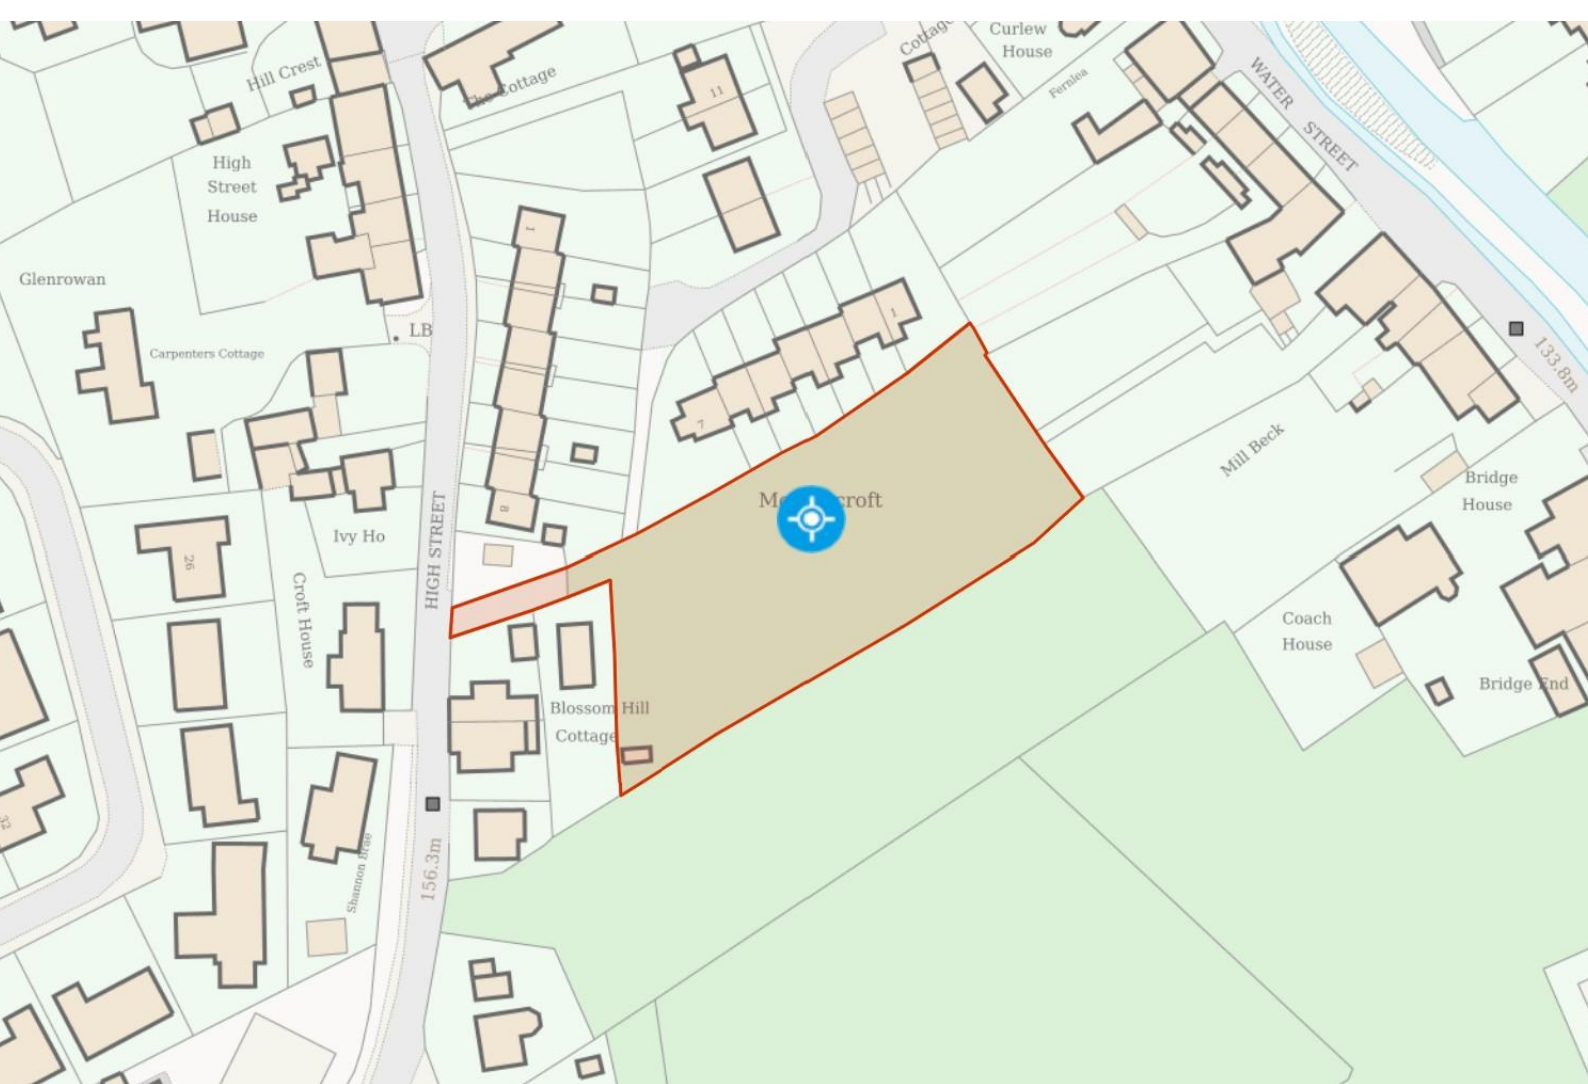 Curlew
House
Cottage
Hill Crest
The Cottage
11
Fernlea
WATER STREET
High
Street
House
1
Glenrowan
LB
Carpenters Cottage
1
133.8m
7
HIGH STREET
Mill Beck
croft
Bridge
House
8
Ivy Ho
26
Croft House
Coach
House
Bridge End
Blossom Hill
Cottage
32
Shannon Brae
156.3m